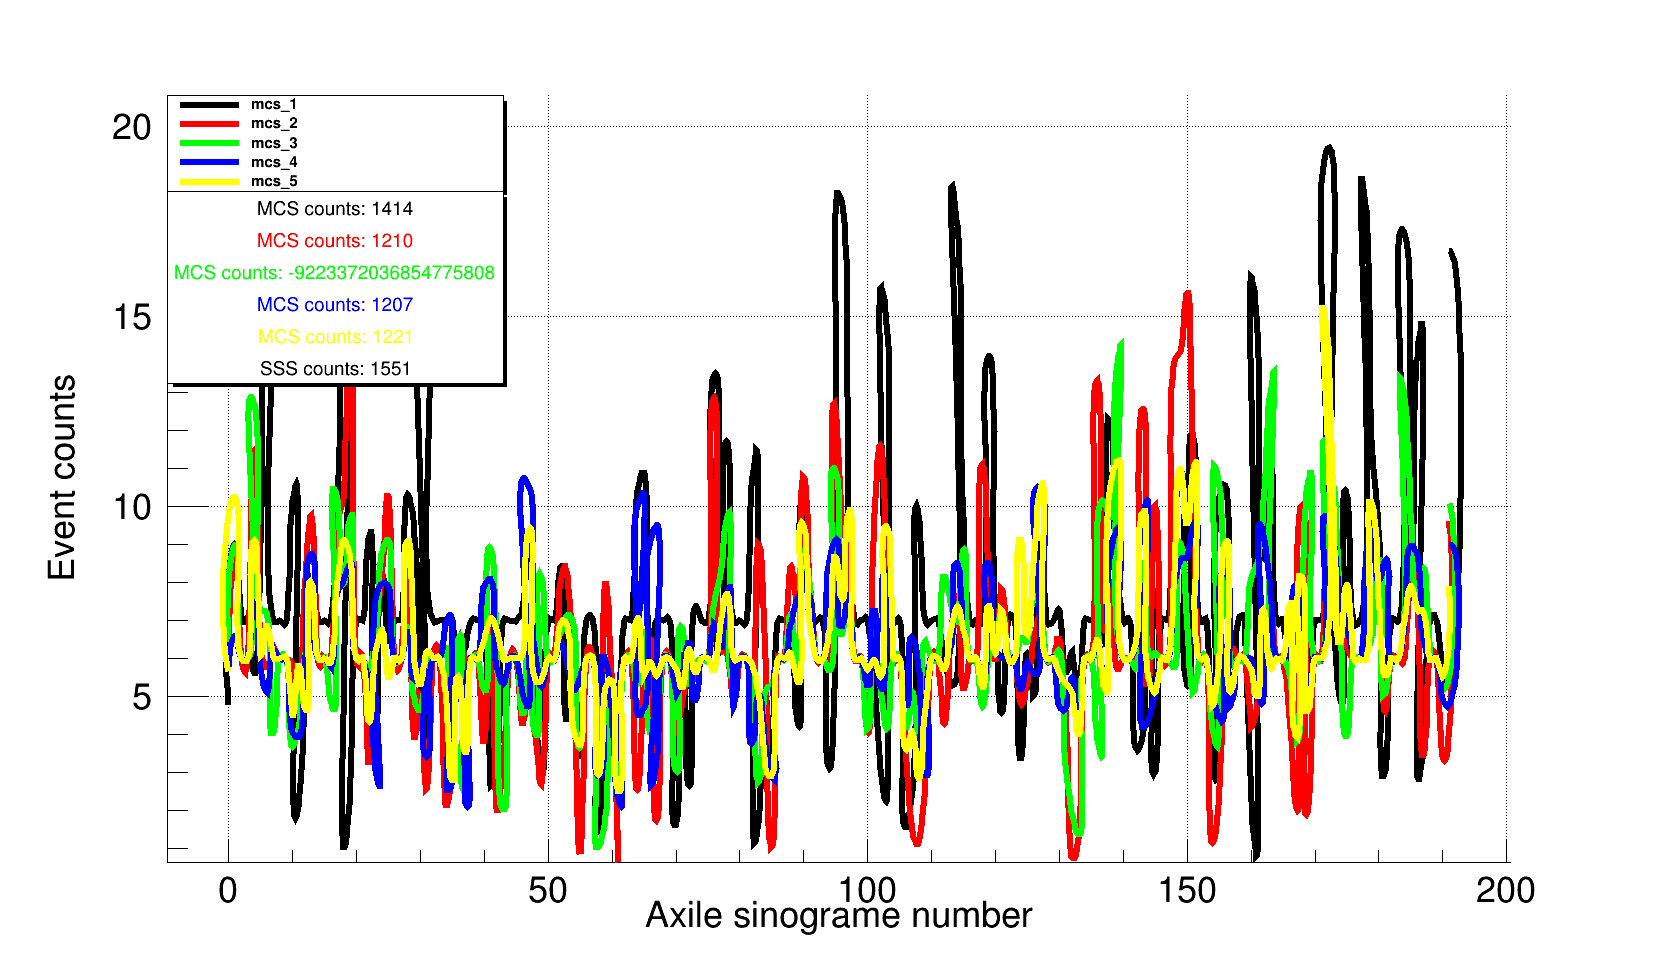 mcs_1
mcs_2
mcs_3
mcs_4
mcs_5
MCS counts: 1414
MCS counts: 1210
MCS counts: -9223372036854775808
MCS counts: 1207
MCS counts: 1221
SSS counts: 1551
20
15
10
5
Event counts
0 50 100 150 200
Axile sinograme number